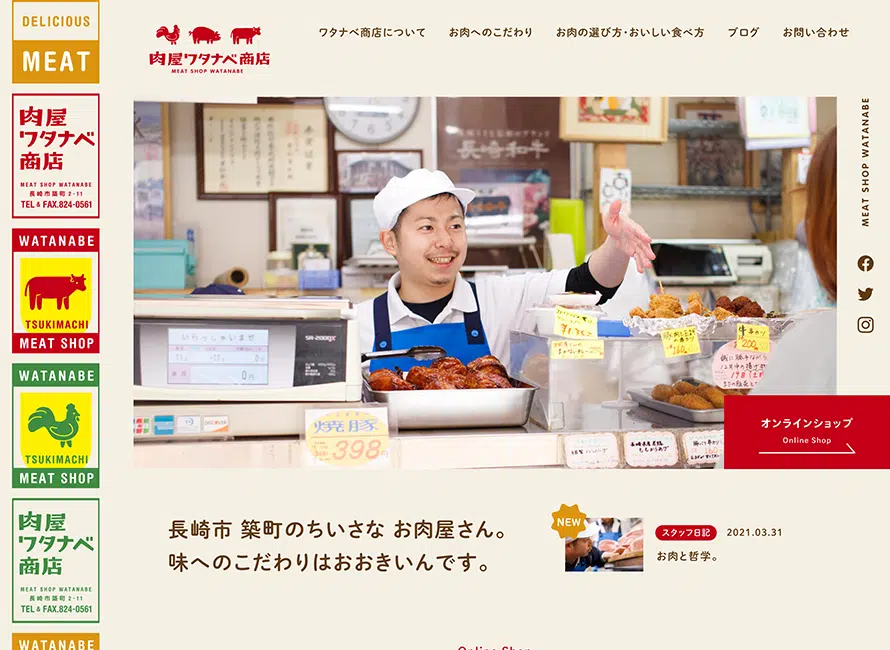 DELICIOUS
MEAT
肉屋
ワタナベ
商店
MEAT SHOP WATANABE
長崎市築町 2-11
TEL & FAX.824-0561
WATANABE
TSUKIMACHI
MEAT SHOP
WATANABE
TSUKIMACHI
MEAT SHOP
肉屋
ワタナベ
商店
MEAT SHOP WATANABE
長崎市築町 2-11
TEL & FAX.824-0561
WATANABE
肉屋ワタナベ商店
MEAT SHOP WATANABE
ワタナベ商店について
お肉へのこだわり
お肉の選び方・おいしい食べ方
ブログ
お問い合わせ
長崎和牛
いらっしゃいませ
焼豚
398
160
200
MEAT SHOP WATANABE
オンラインショップ
Online Shop
長崎市 築町のちいさな お肉屋さん。
味へのこだわりはおおきいんです。
NEW
スタッフ日記
2021.03.31
お肉と哲学。
Online Shop